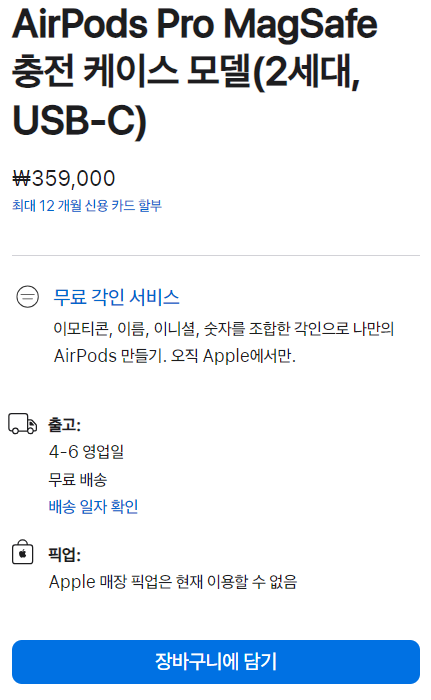 AirPods Pro MagSafe
충전 케이스 모델(2세대,
USB-C)
₩359,000
최대 12 개월 신용 카드 할부
무료 각인 서비스
이모티콘, 이름, 이니셜, 숫자를 조합한 각인으로 나만의
AirPods 만들기. 오직 Apple에서만.
출고:
4-6 영업일
무료 배송
배송 일자 확인
픽업:
Apple 매장 픽업은 현재 이용할 수 없음
장바구니에 담기